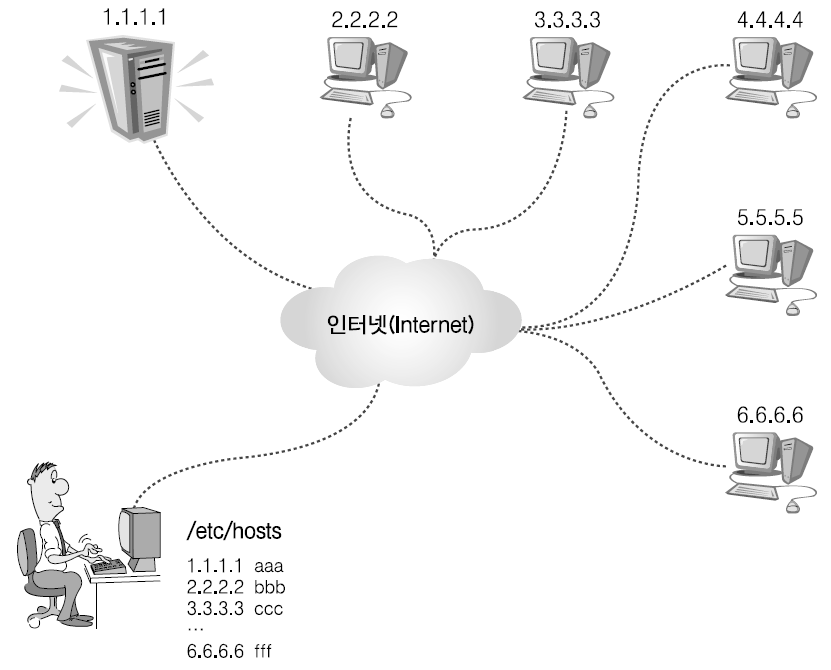 1.1.1.1
2.2.2.2
3.3.3.3
4.4.4.4
5.5.5.5
인터넷(Internet)
6.6.6.6
/etc/hosts
1.1.1.1 aaa
2.2.2.2 bbb
3.3.3.3 ccc
...
6.6.6.6 fff